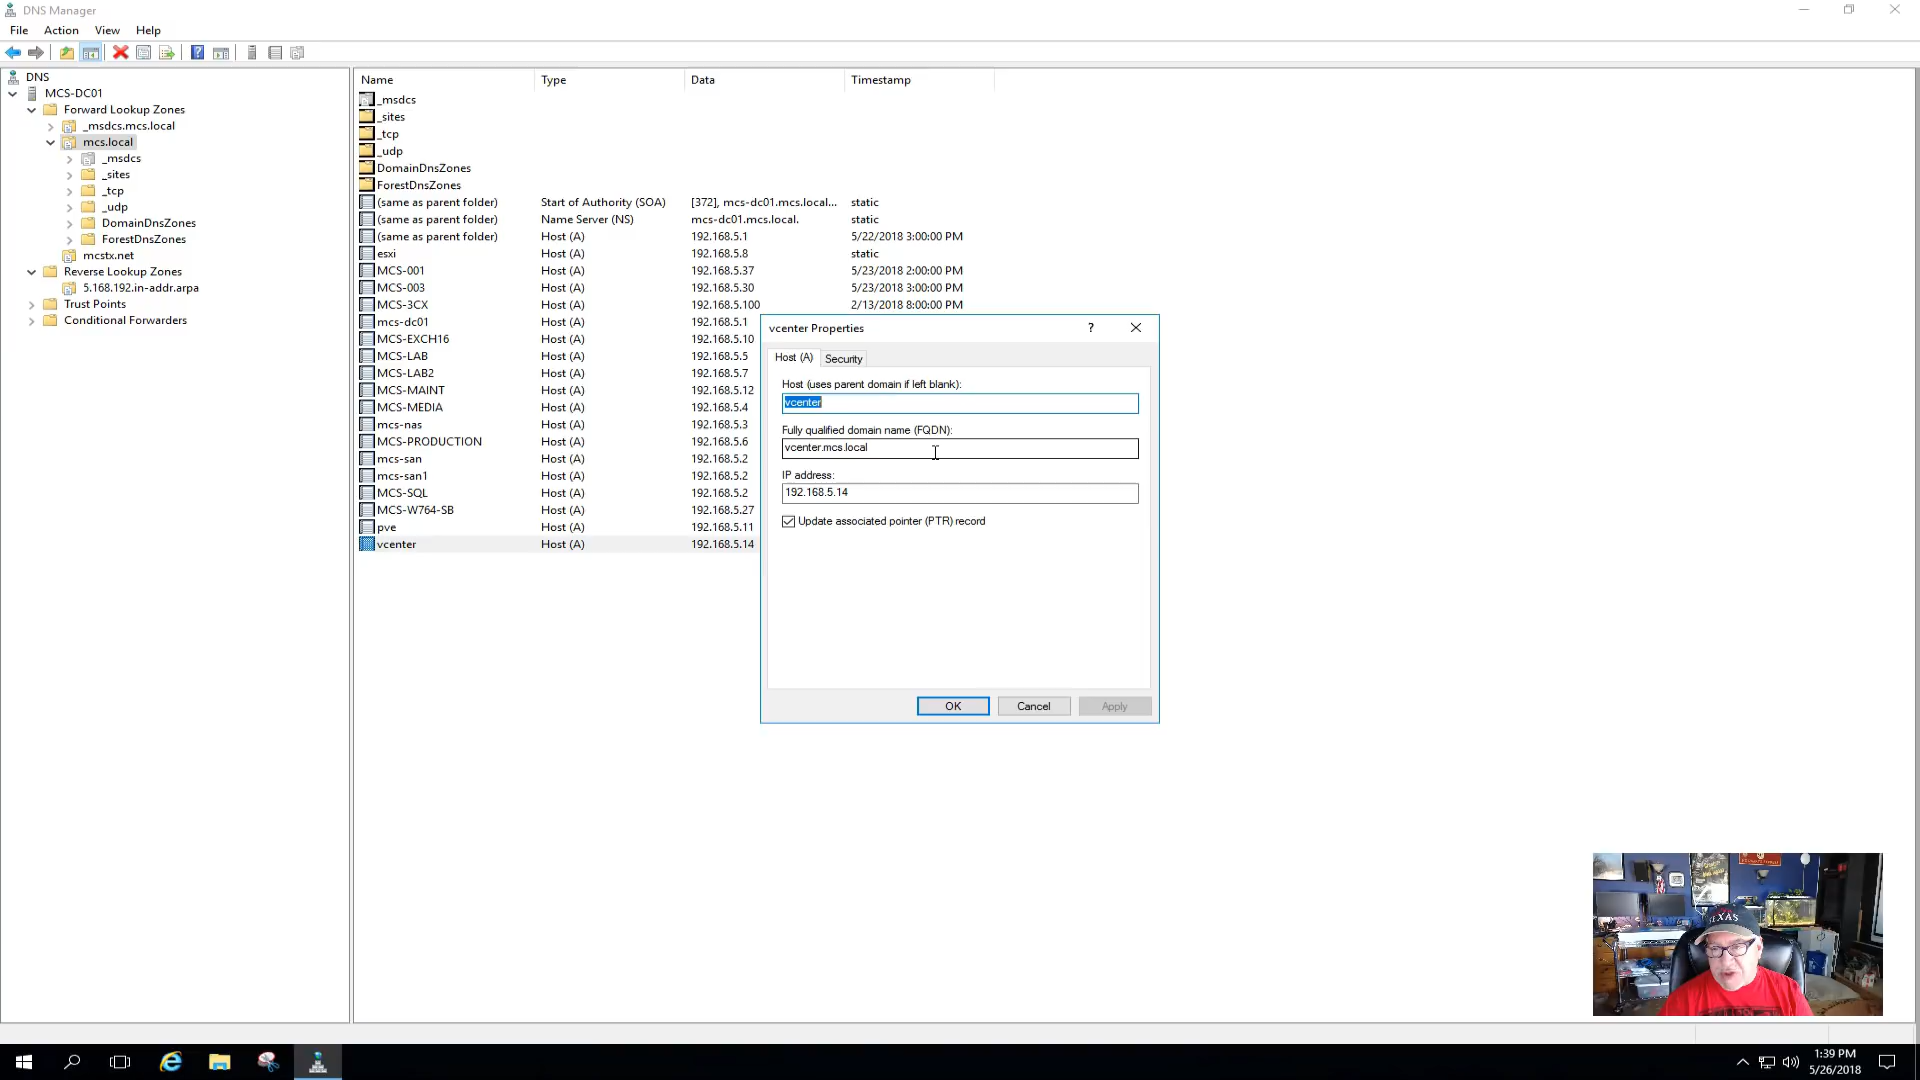 DNS Manager
File Action View Help
DNS
MCS-DC01
Forward Lookup Zones
_msdcs.mcs.local
mcs.local
_msdcs
_sites
_tcp
_udp
DomainDnsZones
ForestDnsZones
mcstx.net
Reverse Lookup Zones
5.168.192.in-addr.arpa
Trust Points
Conditional Forwarders
Name Type Data Timestamp
_msdcs
_sites
_tcp
_udp
DomainDnsZones
ForestDnsZones
(same as parent folder) Start of Authority (SOA) [372], mcs-dc01.mcs.local... static
(same as parent folder) Name Server (NS) mcs-dc01.mcs.local. static
(same as parent folder) Host (A) 192.168.5.1 5/22/2018 3:00:00 PM
esxi Host (A) 192.168.5.8 static
MCS-001 Host (A) 192.168.5.37 5/23/2018 2:00:00 PM
MCS-003 Host (A) 192.168.5.30 5/23/2018 3:00:00 PM
MCS-3CX Host (A) 192.168.5.100 2/13/2018 8:00:00 PM
mcs-dc01 Host (A) 192.168.5.1
MCS-EXCH16 Host (A) 192.168.5.10
MCS-LAB Host (A) 192.168.5.5
MCS-LAB2 Host (A) 192.168.5.7
MCS-MAINT Host (A) 192.168.5.12
MCS-MEDIA Host (A) 192.168.5.4
mcs-nas Host (A) 192.168.5.3
MCS-PRODUCTION Host (A) 192.168.5.6
mcs-san Host (A) 192.168.5.2
mcs-san1 Host (A) 192.168.5.2
MCS-SQL Host (A) 192.168.5.2
MCS-W764-SB Host (A) 192.168.5.27
pve Host (A) 192.168.5.11
vcenter Host (A) 192.168.5.14
vcenter Properties
Host (A) Security
Host (uses parent domain if left blank):
vcenter
Fully qualified domain name (FQDN):
vcenter.mcs.local
IP address:
192.168.5.14
Update associated pointer (PTR) record
OK Cancel Apply
TEXAS
1:39 PM
5/26/2018